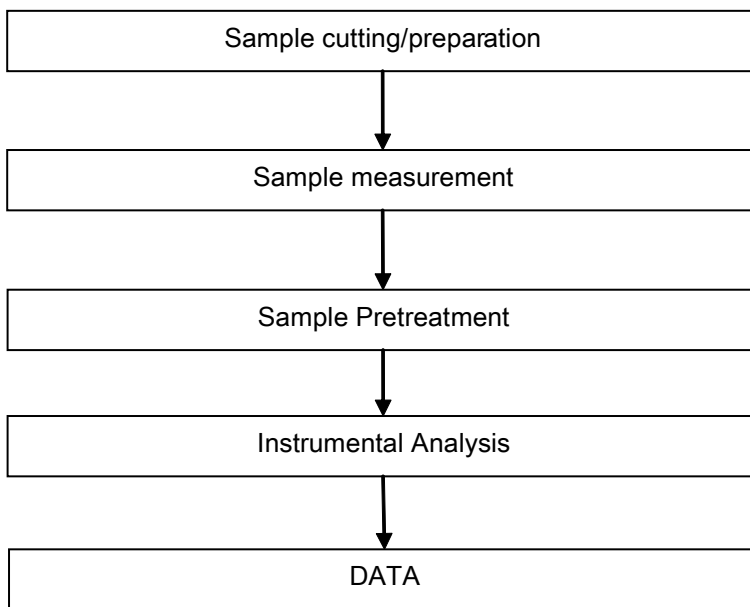 Sample cutting/preparation
Sample measurement
Sample Pretreatment
Instrumental Analysis
DATA